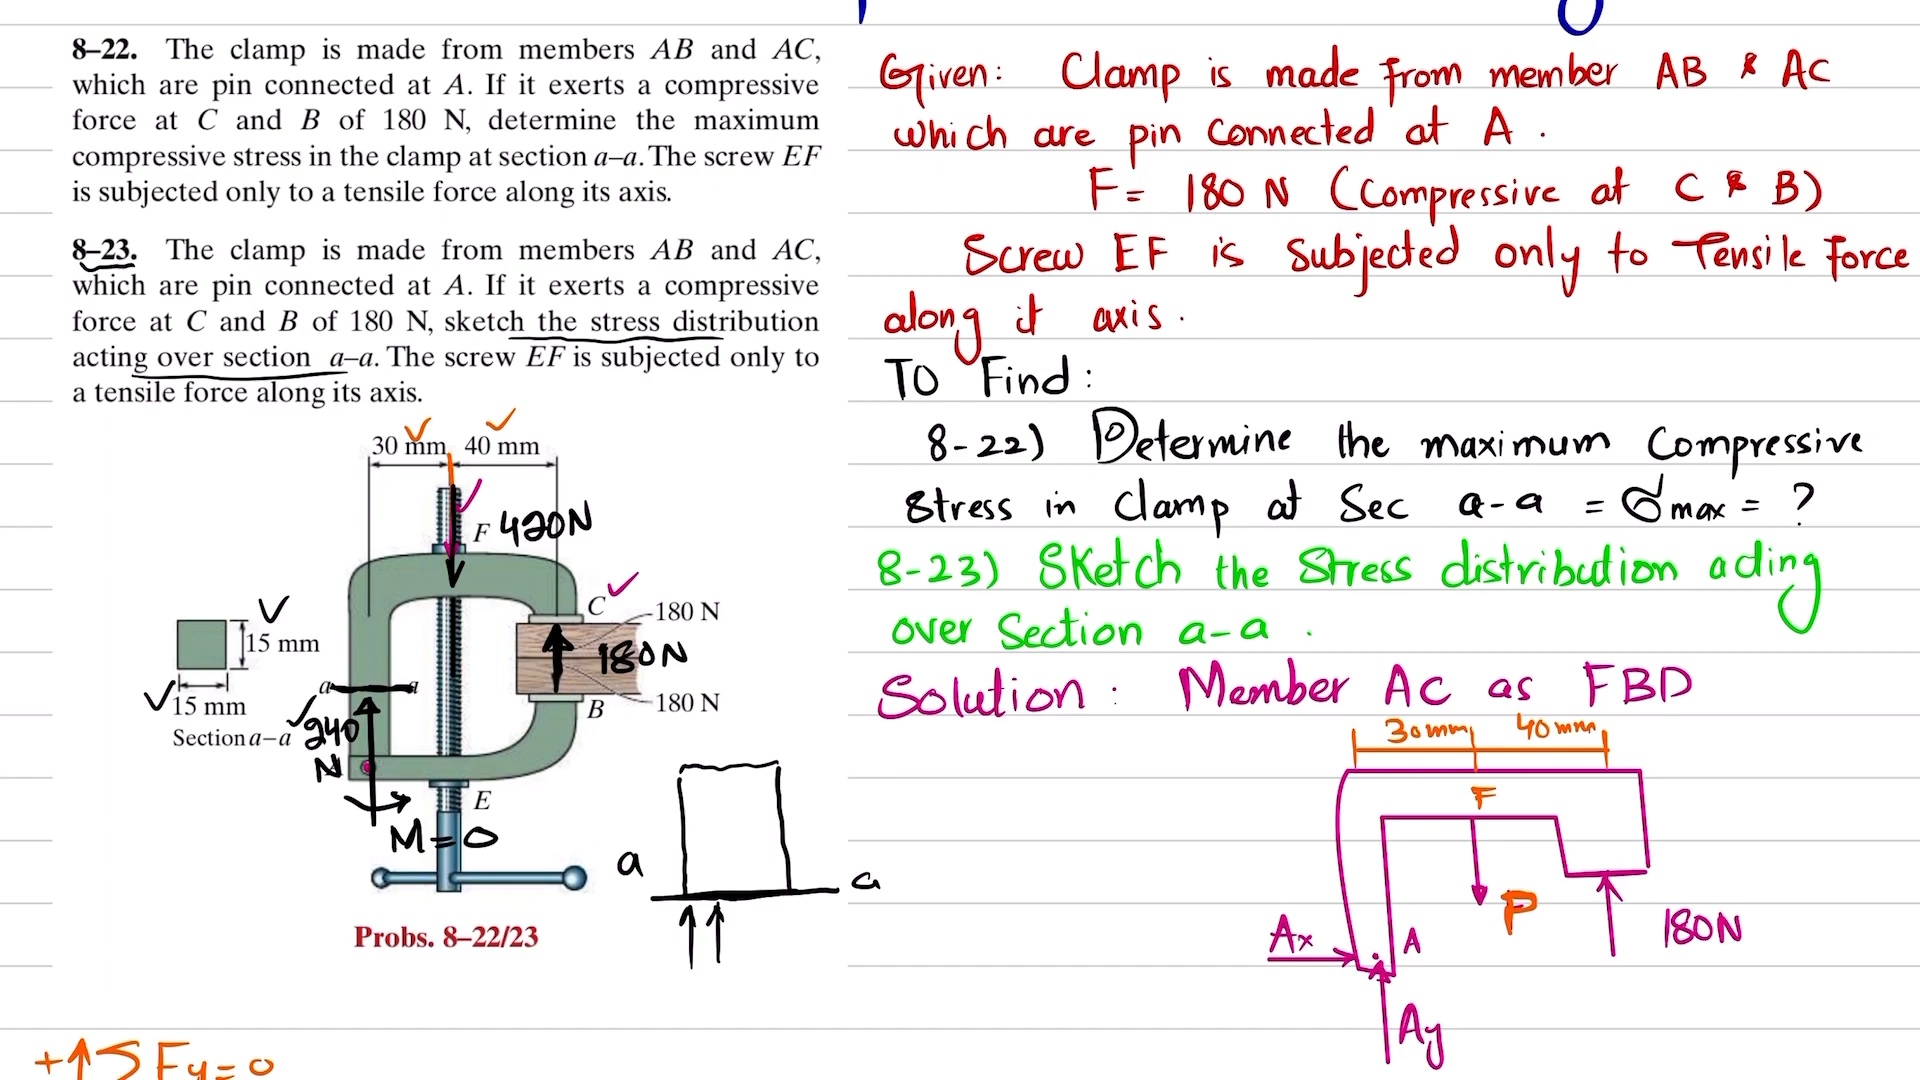 8–22. The clamp is made from members AB and AC,
which are pin connected at A. If it exerts a compressive
force at C and B of 180 N, determine the maximum
compressive stress in the clamp at section a–a. The screw EF
is subjected only to a tensile force along its axis.
8–23. The clamp is made from members AB and AC,
which are pin connected at A. If it exerts a compressive
force at C and B of 180 N, sketch the stress distribution
acting over section a–a. The screw EF is subjected only to
a tensile force along its axis.
30 mm 40 mm
F 420N
C
180 N
15 mm
180N
a a
180 N
15 mm
B
Section a–a
240
N
E
M=0
a a
Probs. 8–22/23
+↑ΣFy=0
Given: Clamp is made from member AB & AC
which are pin connected at A.
F= 180 N (Compressive at C & B)
Screw EF is subjected only to Tensile force
along it axis.
To Find:
8-22) Determine the maximum Compressive
Stress in clamp at Sec a-a = σmax = ?
8-23) Sketch the Stress distribution acting
over Section a-a.
Solution: Member AC as FBD
30mm 40mm
F
P
180N
Ax
A
Ay